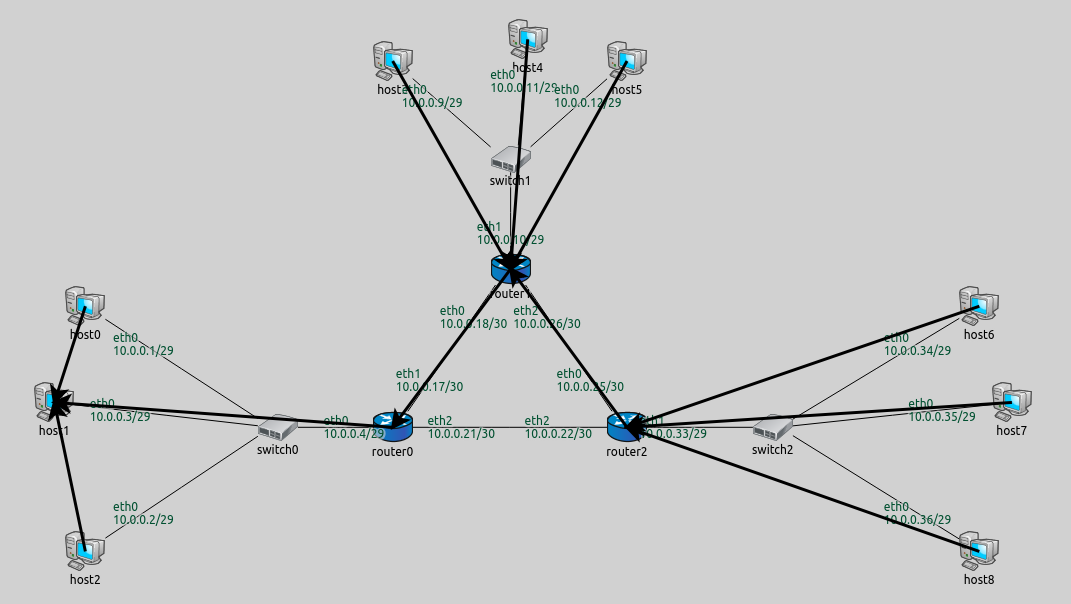 host4
eth0
10.0.0.11/29
host
eth0
10.0.0.9/29
eth0
10.0.0.12/29
host5
switch1
eth1
10.0.0.10/29
router1
eth0
10.0.0.18/30
eth2
10.0.0.26/30
host0
eth0
10.0.0.1/29
host6
eth0
10.0.0.34/29
eth1
10.0.0.17/30
eth0
10.0.0.25/30
host1
eth0
10.0.0.3/29
eth0
10.0.0.35/29
host7
eth0
10.0.0.4/29
eth2
10.0.0.21/30
eth2
10.0.0.22/30
eth1
10.0.0.33/29
switch0
router0
router2
switch2
eth0
10.0.0.2/29
eth0
10.0.0.36/29
host2
host8